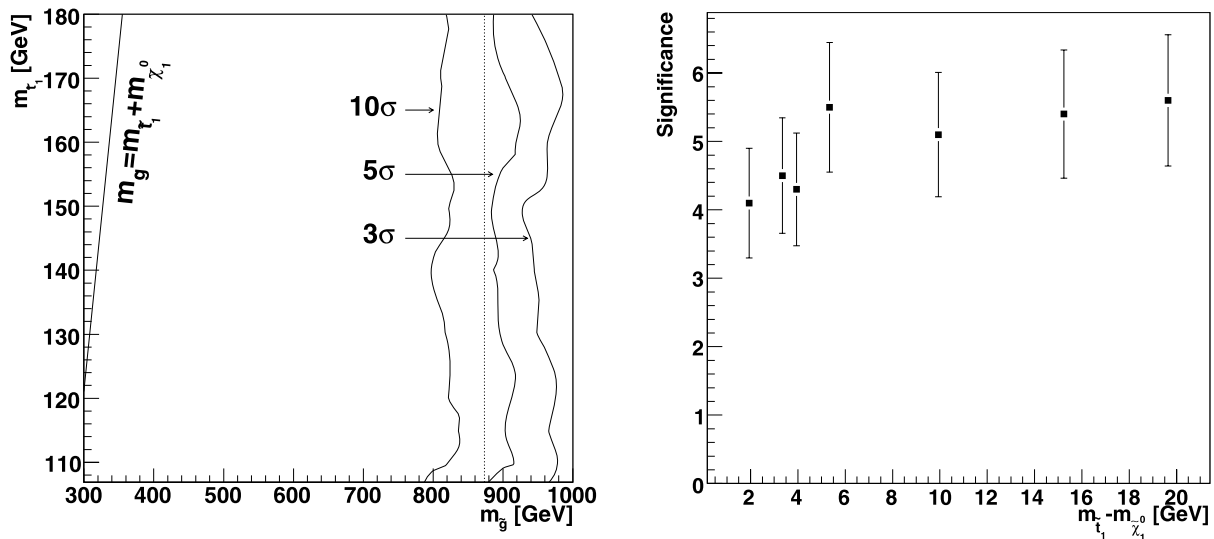 m_t̃₁ [GeV]
180
170
160
150
140
130
120
110
m_g̃=m_t̃₁+m_χ̃₁⁰
10σ
5σ
3σ
300 400 500 600 700 800 900 1000
m_g̃ [GeV]
Significance
6
5
4
3
2
1
0
2 4 6 8 10 12 14 16 18 20
m_t̃₁-m_χ̃₁⁰ [GeV]